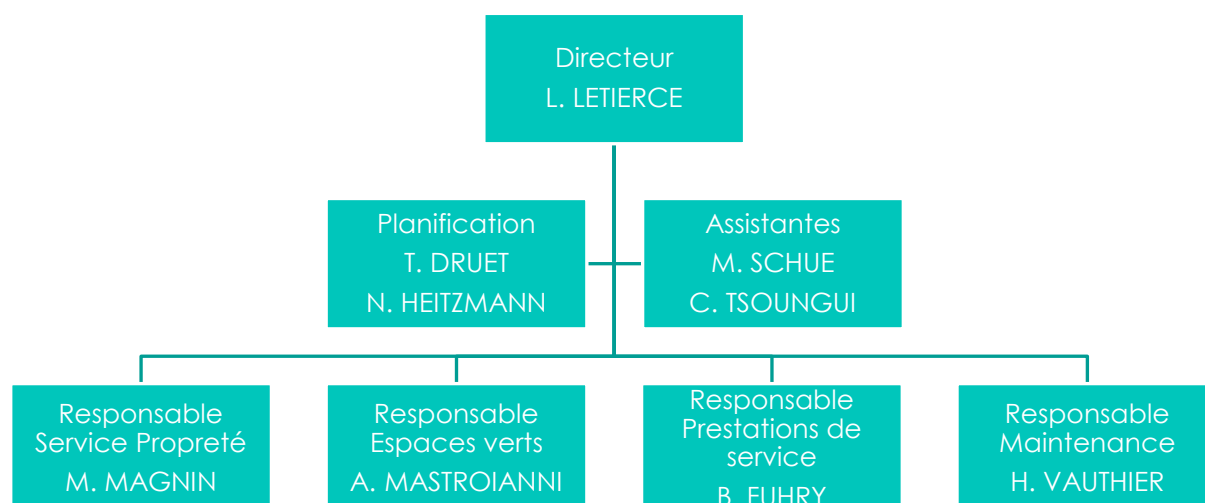 Directeur
L. LETIERCE
Planification
T. DRUET
N. HEITZMANN
Assistantes
M. SCHUE
C. TSOUNGUI
Responsable
Service Propreté
M. MAGNIN
Responsable
Espaces verts
A. MASTROIANNI
Responsable
Prestations de
service
B. FUHRY
Responsable
Maintenance
H. VAUTHIER